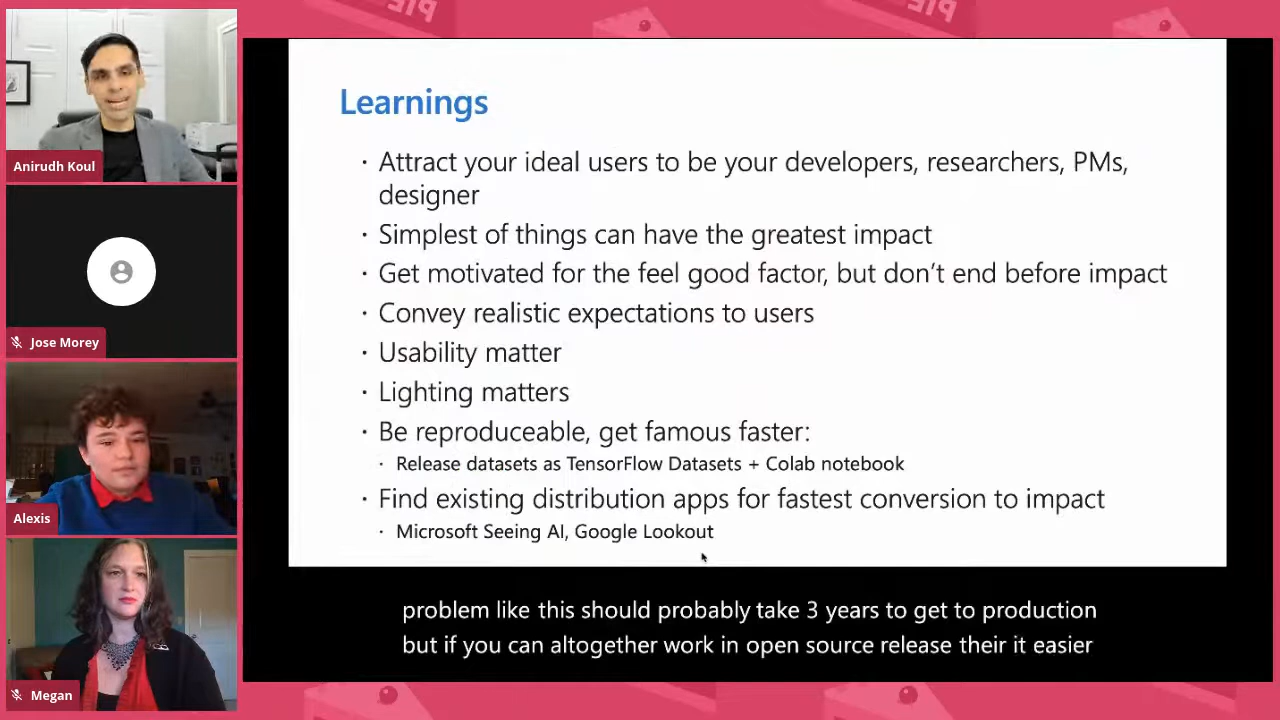 PIE
PIE
Anirudh Koul
Jose Morey
Alexis
Megan
Learnings
· Attract your ideal users to be your developers, researchers, PMs,
designer
· Simplest of things can have the greatest impact
· Get motivated for the feel good factor, but don't end before impact
· Convey realistic expectations to users
· Usability matter
· Lighting matters
· Be reproduceable, get famous faster:
· Release datasets as TensorFlow Datasets + Colab notebook
· Find existing distribution apps for fastest conversion to impact
· Microsoft Seeing AI, Google Lookout
problem like this should probably take 3 years to get to production
but if you can altogether work in open source release their it easier